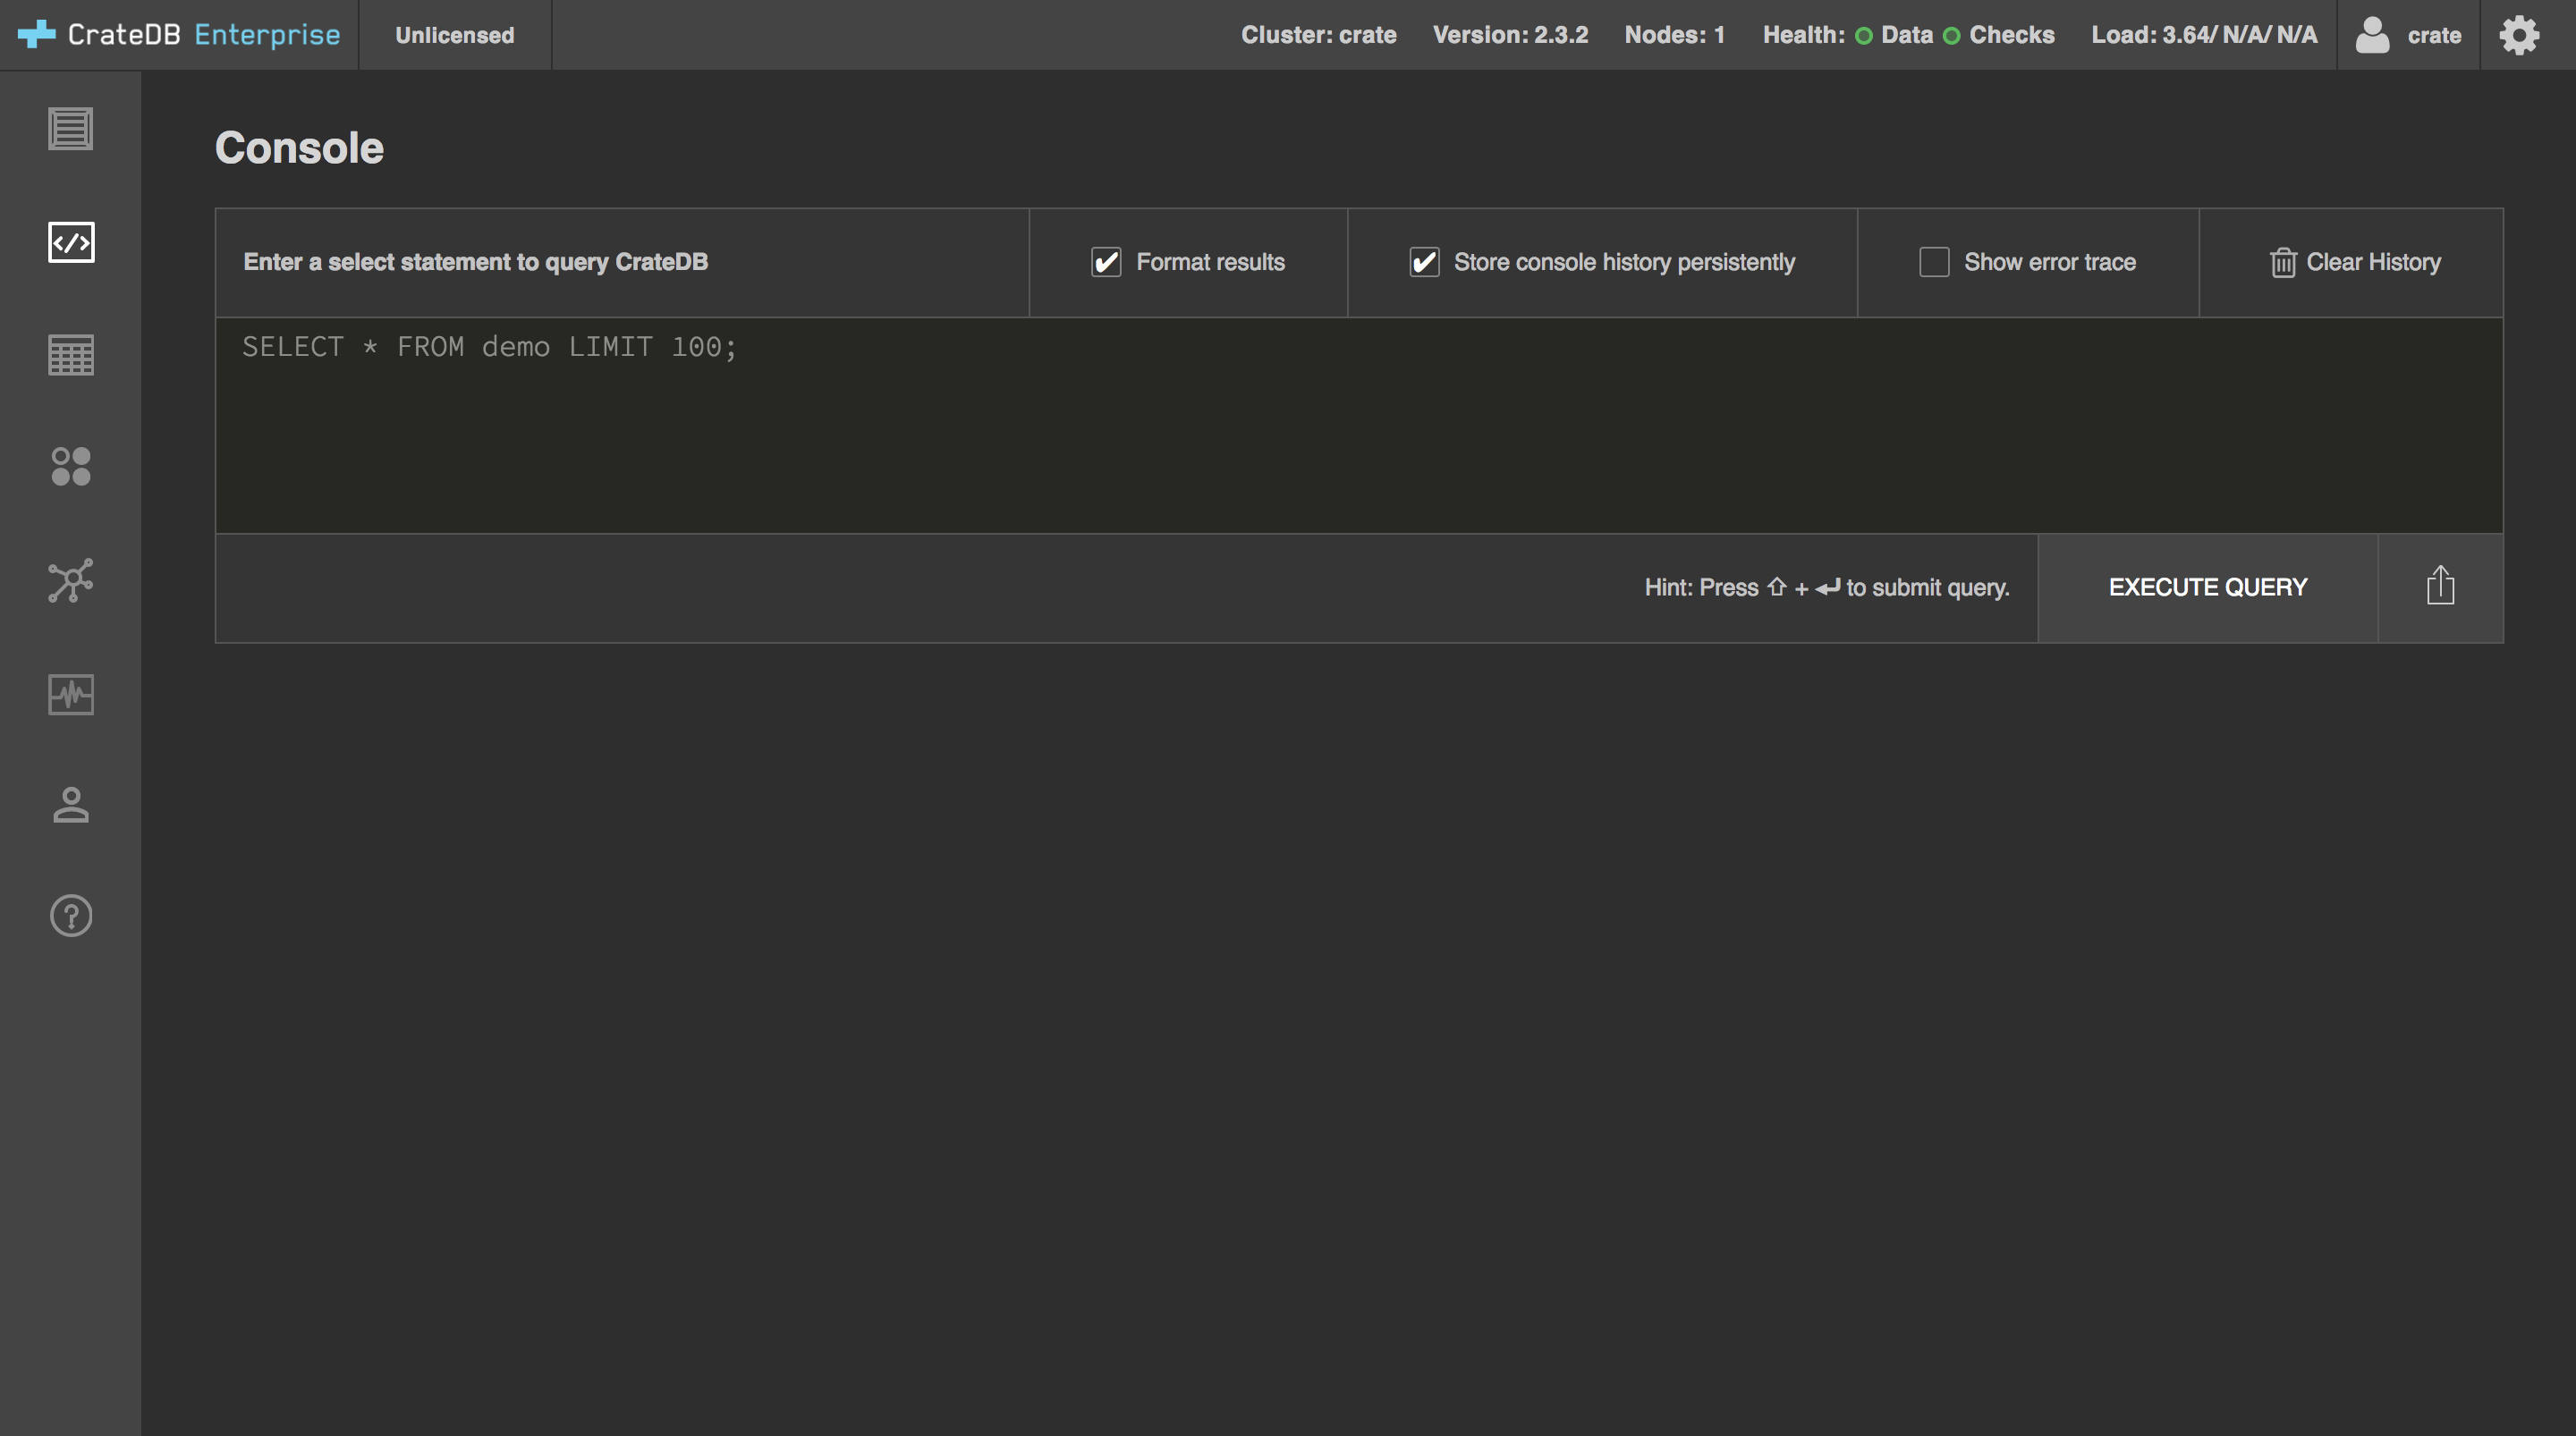 CrateDB Enterprise
Unlicensed
Cluster: crate
Version: 2.3.2
Nodes: 1
Health: Data Checks
Load: 3.64/ N/A/ N/A
crate
Console
Enter a select statement to query CrateDB
Format results
Store console history persistently
Show error trace
Clear History
SELECT * FROM demo LIMIT 100;
Hint: Press ⇧ + ↵ to submit query.
EXECUTE QUERY